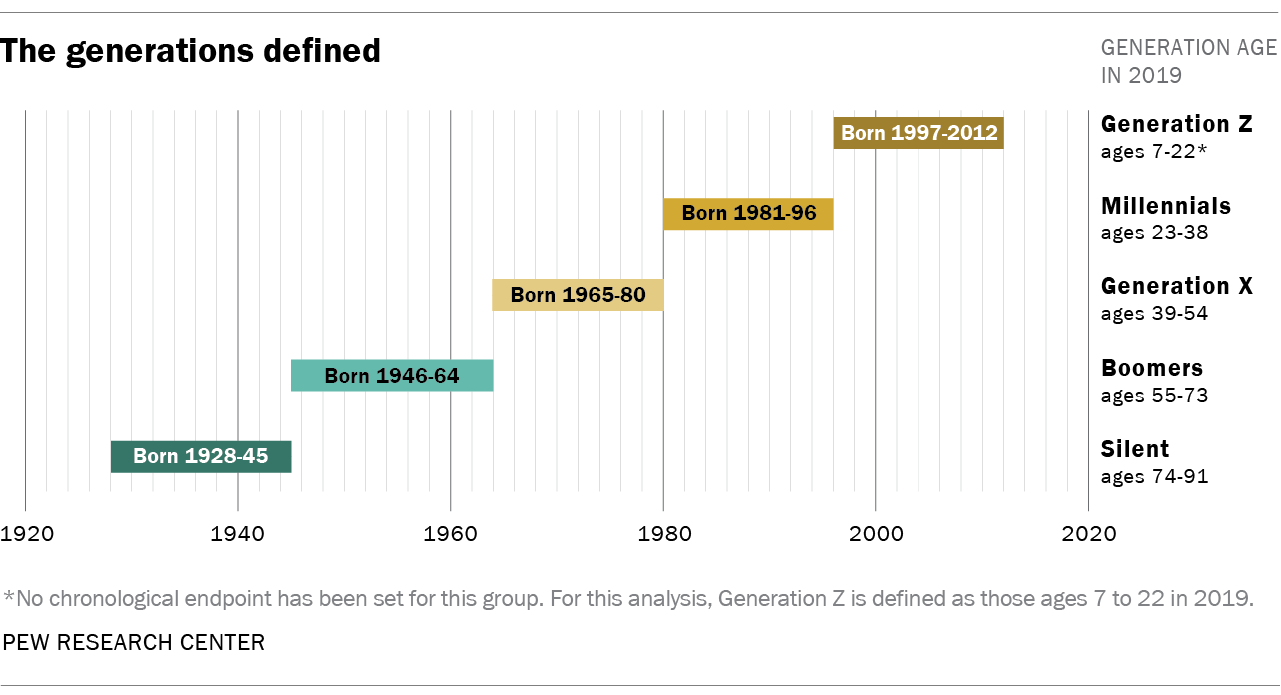 The generations defined
GENERATION AGE
IN 2019
Born 1997-2012
Generation Z
ages 7-22*
Born 1981-96
Millennials
ages 23-38
Born 1965-80
Generation X
ages 39-54
Born 1946-64
Boomers
ages 55-73
Born 1928-45
Silent
ages 74-91
1920 1940 1960 1980 2000 2020
*No chronological endpoint has been set for this group. For this analysis, Generation Z is defined as those ages 7 to 22 in 2019.
PEW RESEARCH CENTER